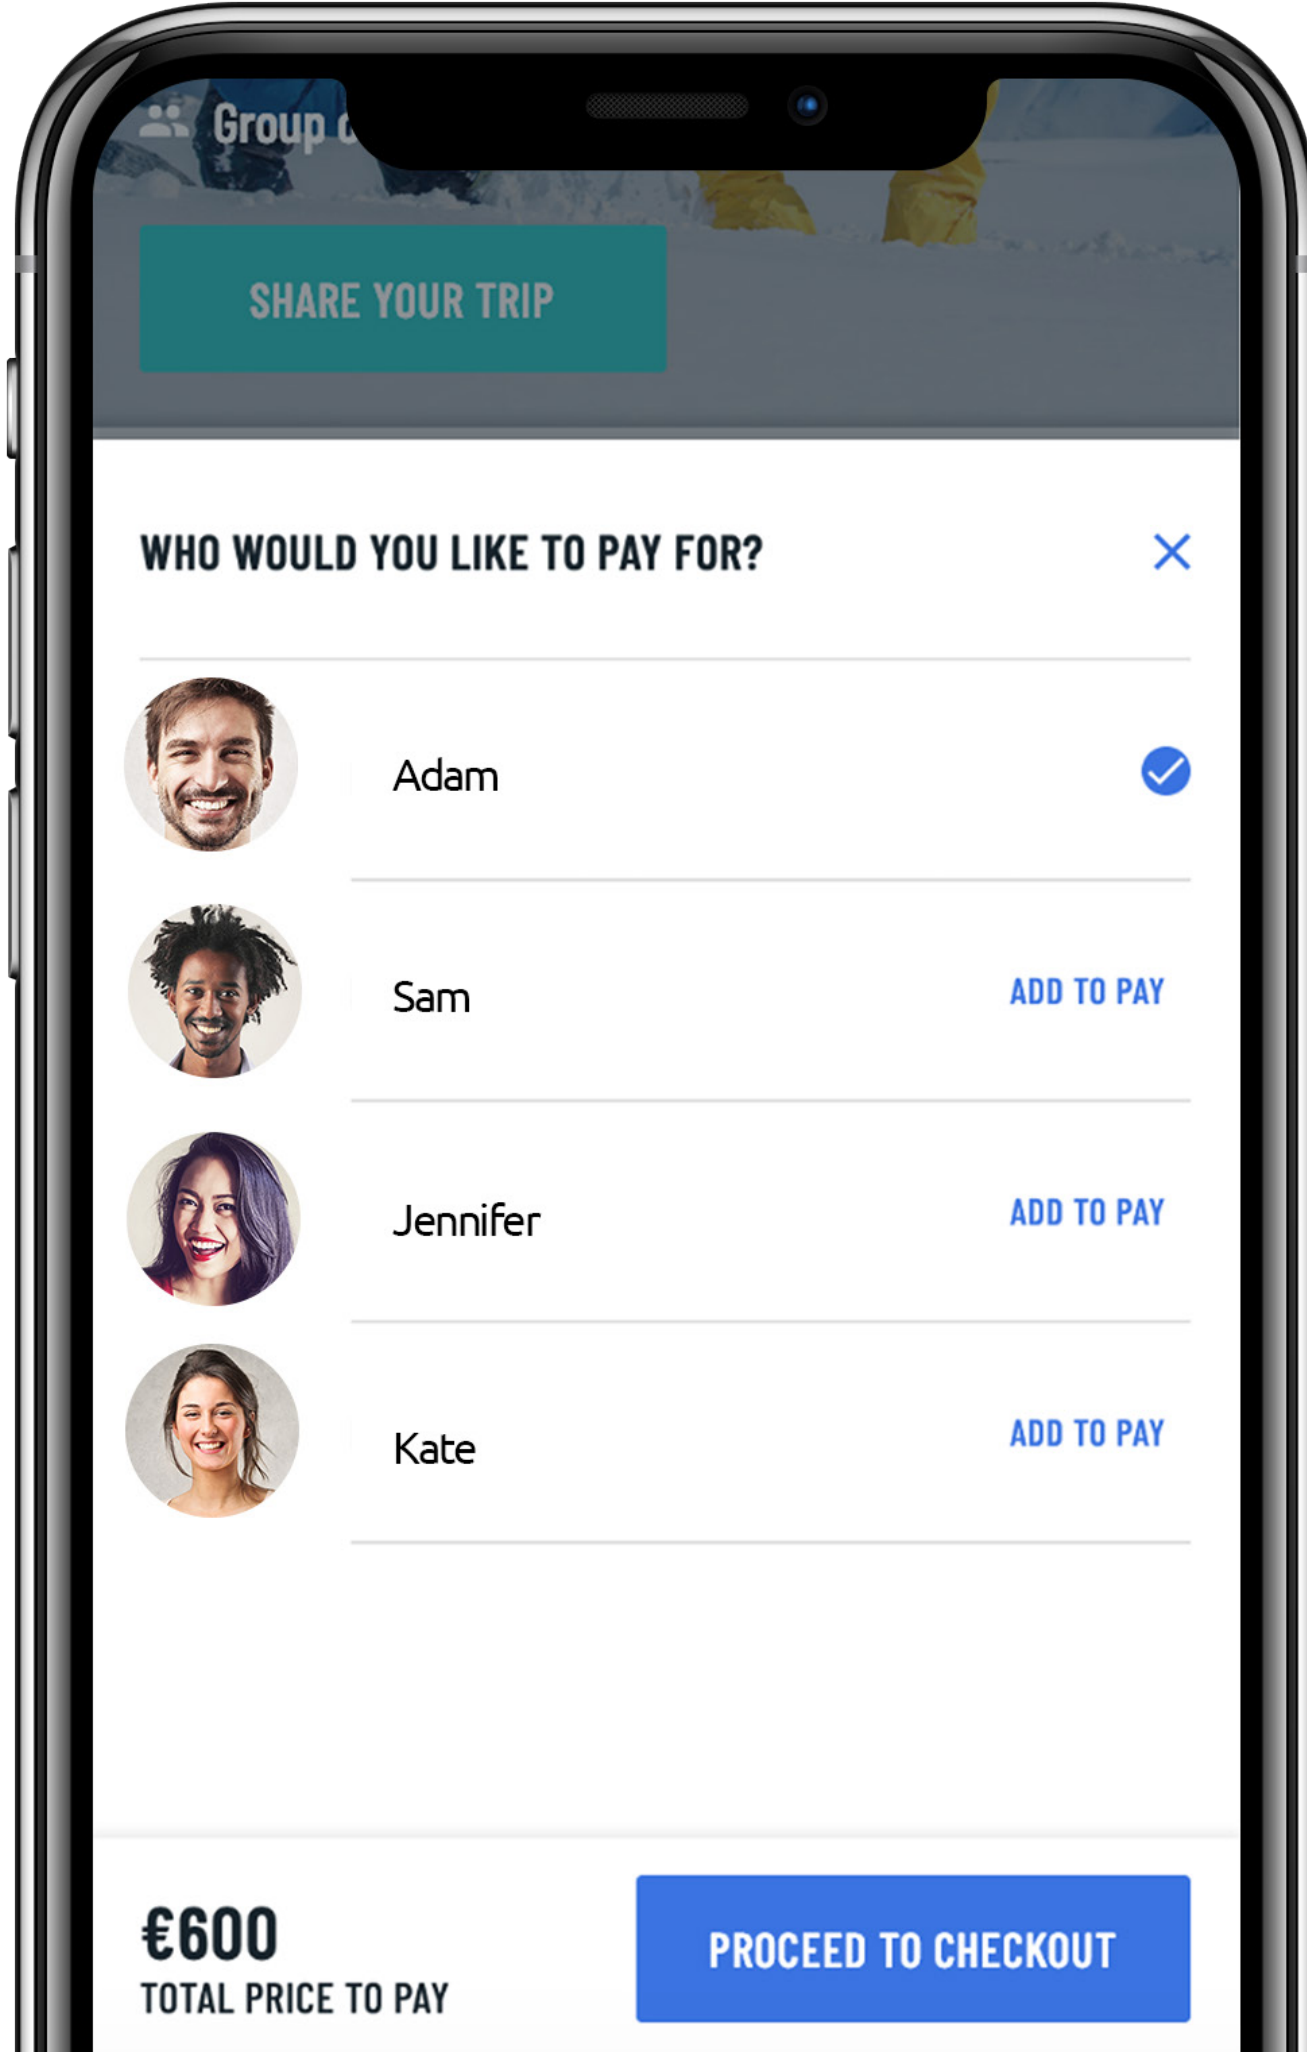 Group
SHARE YOUR TRIP
WHO WOULD YOU LIKE TO PAY FOR?
Adam
Sam
ADD TO PAY
Jennifer
ADD TO PAY
Kate
ADD TO PAY
€600
TOTAL PRICE TO PAY
PROCEED TO CHECKOUT